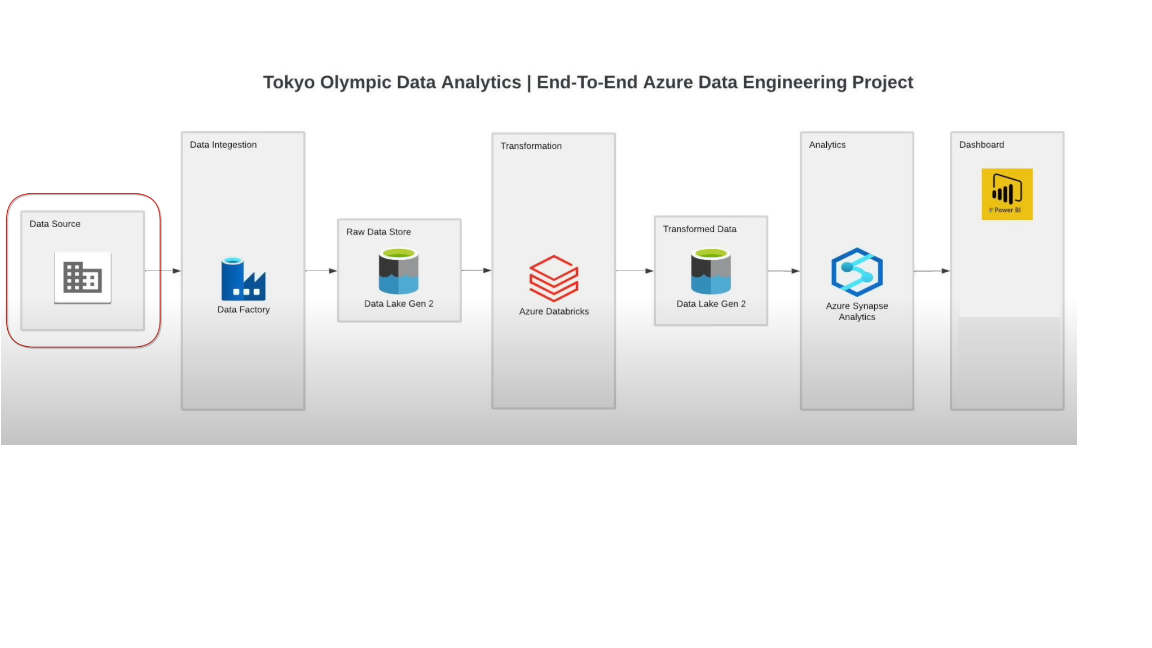 Tokyo Olympic Data Analytics | End-To-End Azure Data Engineering Project
Data Source
Data Integestion
Data Factory
Raw Data Store
Data Lake Gen 2
Transformation
Azure Databricks
Transformed Data
Data Lake Gen 2
Analytics
Azure Synapse
Analytics
Dashboard
Power BI